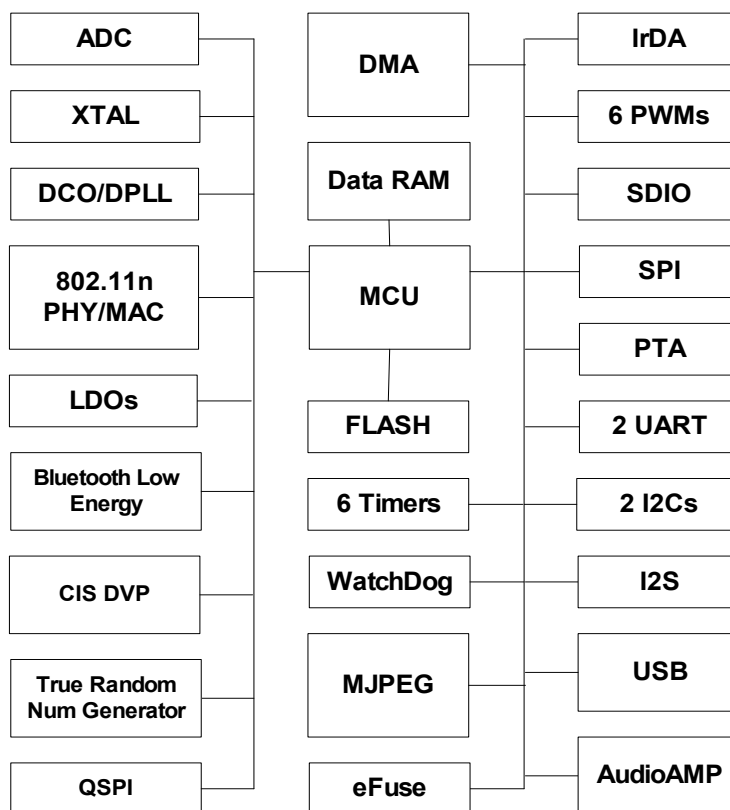 ADC
XTAL
DCO/DPLL
802.11n
PHY/MAC
LDOs
Bluetooth Low
Energy
CIS DVP
True Random
Num Generator
QSPI
DMA
Data RAM
MCU
FLASH
6 Timers
WatchDog
MJPEG
eFuse
IrDA
6 PWMs
SDIO
SPI
PTA
2 UART
2 I2Cs
I2S
USB
AudioAMP